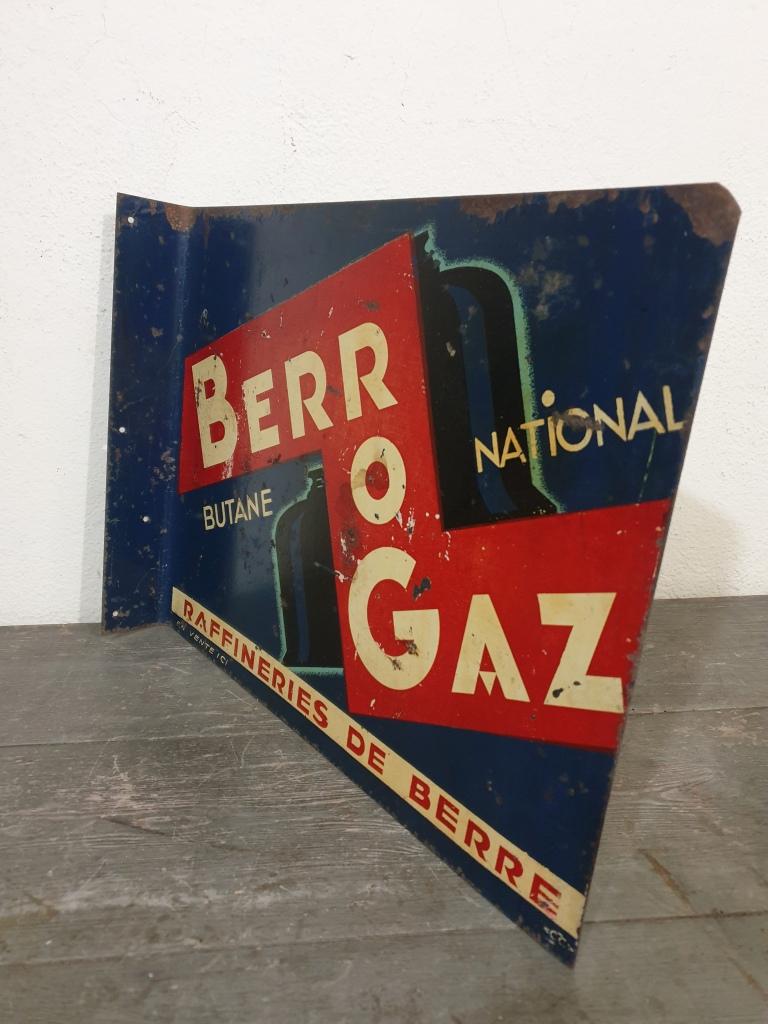 BERR
O
GAZ
NATIONAL
BUTANE
RAFFINERIES DE BERRE
EN VENTE ICI